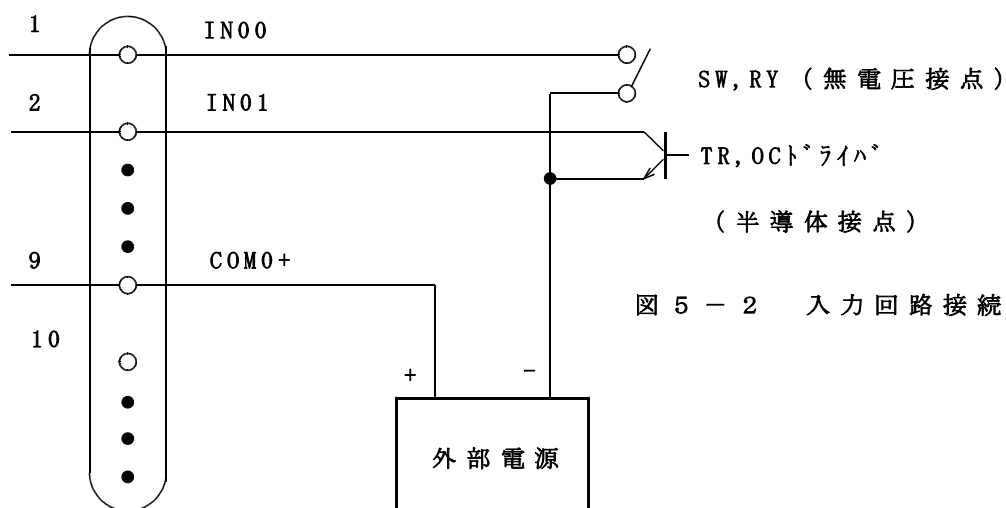 1
IN00
SW,RY (無電圧接点)
2
IN01
TR,OCﾄﾞﾗｲﾊﾞ
(半導体接点)
9
COM0+
図5-2 入力回路接続
10
+
-
外部電源